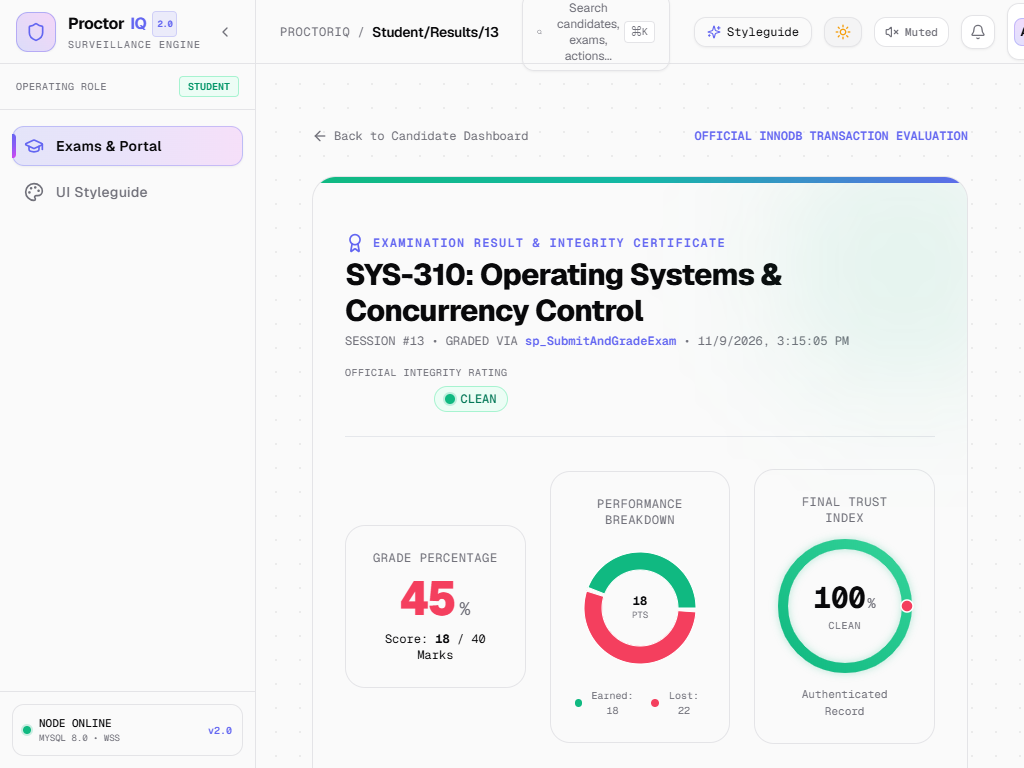 Proctor IQ 2.0
SURVEILLANCE ENGINE
OPERATING ROLE
STUDENT
Exams & Portal
UI Styleguide
NODE ONLINE
MYSQL 8.0 • WSS
v2.0
PROCTORIQ / Student/Results/13
Search
candidates,
exams,
actions…
⌘K
Styleguide
Muted
Back to Candidate Dashboard
OFFICIAL INNODB TRANSACTION EVALUATION
EXAMINATION RESULT & INTEGRITY CERTIFICATE
SYS-310: Operating Systems &
Concurrency Control
SESSION #13 • GRADED VIA sp_SubmitAndGradeExam • 11/9/2026, 3:15:05 PM
OFFICIAL INTEGRITY RATING
CLEAN
GRADE PERCENTAGE
45 %
Score: 18 / 40
Marks
PERFORMANCE
BREAKDOWN
18
PTS
Earned:
18
Lost:
22
FINAL TRUST
INDEX
100%
CLEAN
Authenticated
Record